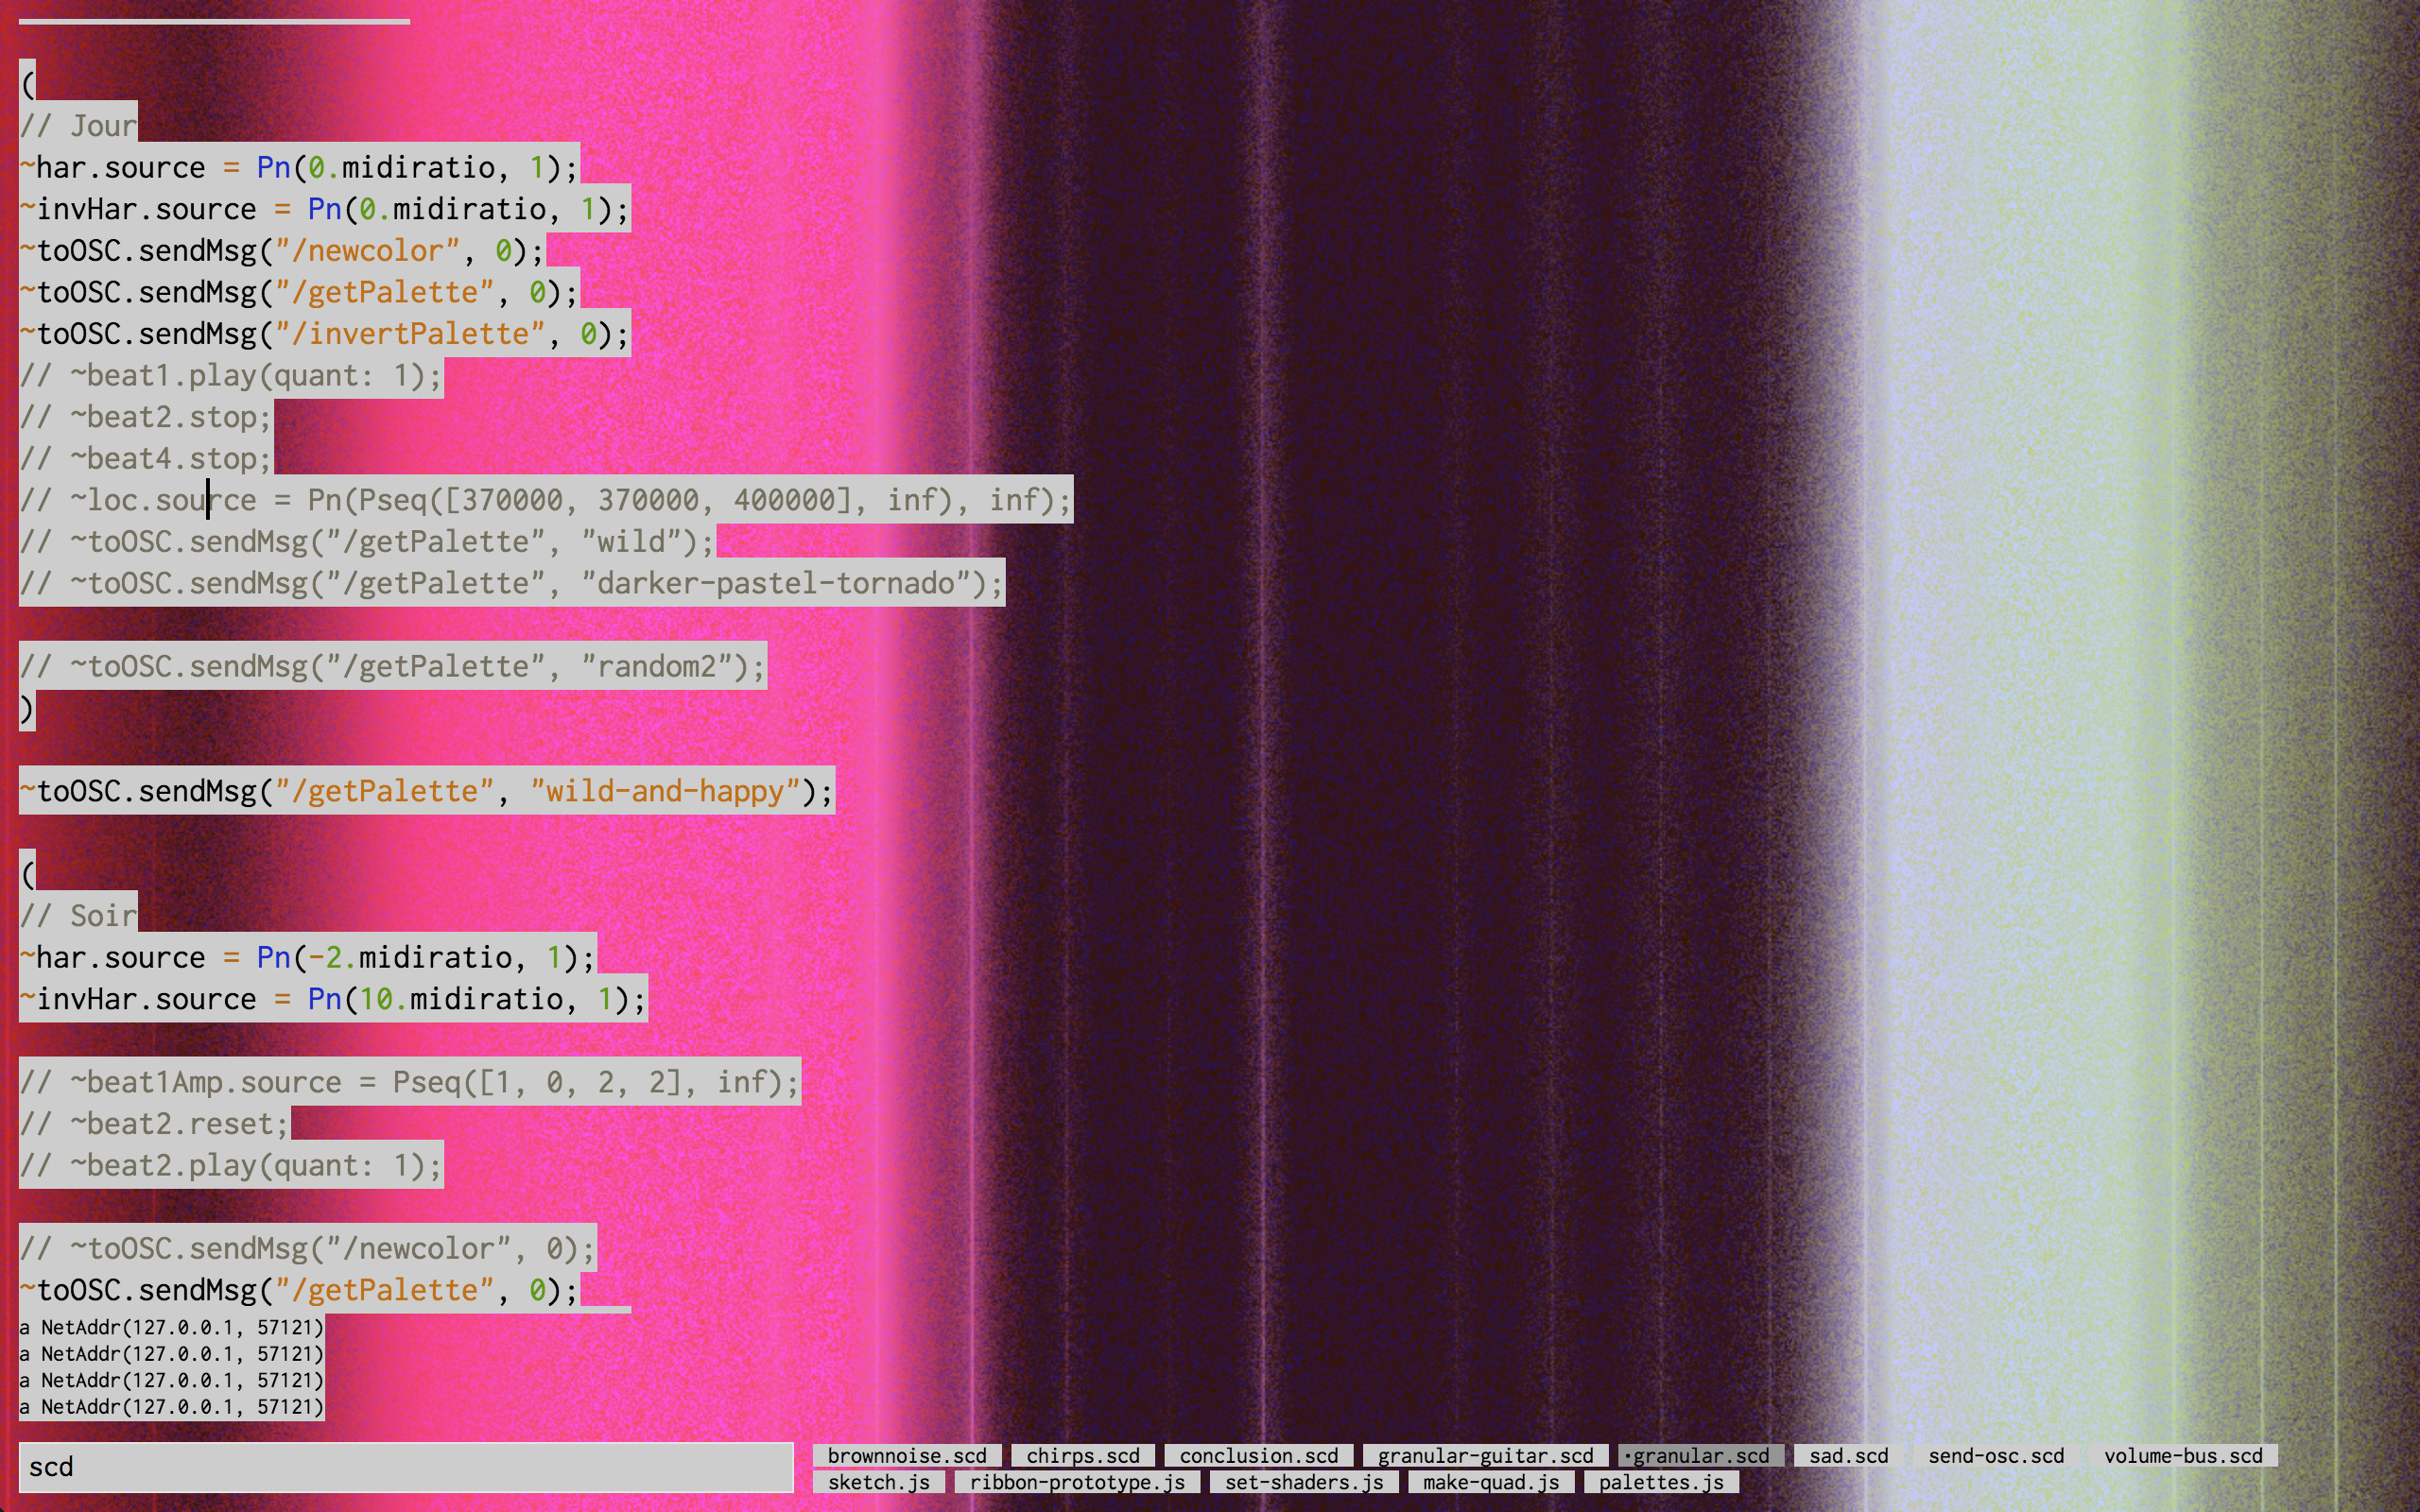 (
// Jour
~har.source = Pn(0.midiratio, 1);
~invHar.source = Pn(0.midiratio, 1);
~toOSC.sendMsg("/newcolor", 0);
~toOSC.sendMsg("/getPalette", 0);
~toOSC.sendMsg("/invertPalette", 0);
// ~beat1.play(quant: 1);
// ~beat2.stop;
// ~beat4.stop;
// ~loc.source = Pn(Pseq([370000, 370000, 400000], inf), inf);
// ~toOSC.sendMsg("/getPalette", "wild");
// ~toOSC.sendMsg("/getPalette", "darker-pastel-tornado");
// ~toOSC.sendMsg("/getPalette", "random2");
)
~toOSC.sendMsg("/getPalette", "wild-and-happy");
(
// Soir
~har.source = Pn(-2.midiratio, 1);
~invHar.source = Pn(10.midiratio, 1);
// ~beat1Amp.source = Pseq([1, 0, 2, 2], inf);
// ~beat2.reset;
// ~beat2.play(quant: 1);
// ~toOSC.sendMsg("/newcolor", 0);
~toOSC.sendMsg("/getPalette", 0);
a NetAddr(127.0.0.1, 57121)
a NetAddr(127.0.0.1, 57121)
a NetAddr(127.0.0.1, 57121)
a NetAddr(127.0.0.1, 57121)
scd
brownnoise.scd chirps.scd conclusion.scd granular-guitar.scd ·granular.scd sad.scd send-osc.scd volume-bus.scd
sketch.js ribbon-prototype.js set-shaders.js make-quad.js palettes.js